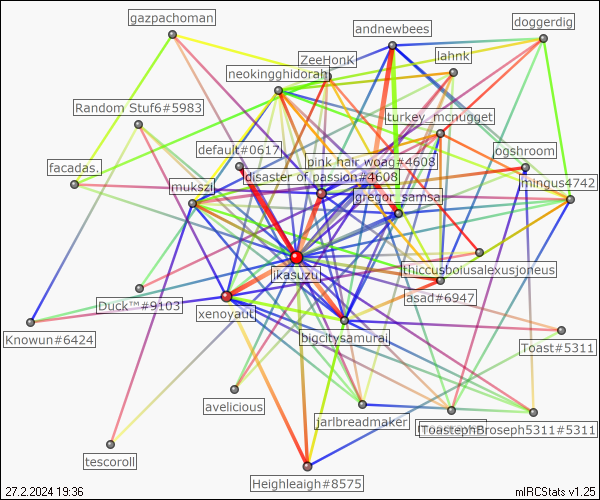 gazpachoman
andnewbees
doggerdig
ZeeHonK
lahnk
neokingghidorah
Random Stuf6#5983
turkey_mcnugget
default#0617
ogshroom
pink hair woag#4608
facadas.
disaster of passion#4608
mukszi
mingus4742
gregor_samsa
ikasuzu
thiccusboiusalexusjoneus
Duck™#9103
asad#6947
xenoyaut
Knowun#6424
bigcitysamurai
Toast#5311
avelicious
jarlbreadmaker
ToastephBroseph5311#5311
tescoroll
Heighleaigh#8575
27.2.2024 19:36
mIRCStats v1.25